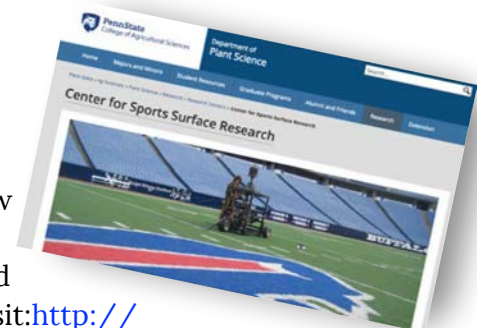 PennState
College of Agricultural Sciences
Department of
Plant Science
Search...
Home Majors and Minors Student Resources Graduate Programs Alumni and Friends Research Extension
Center for Sports Surface Research
BUFFALO
w
d
sit:http://